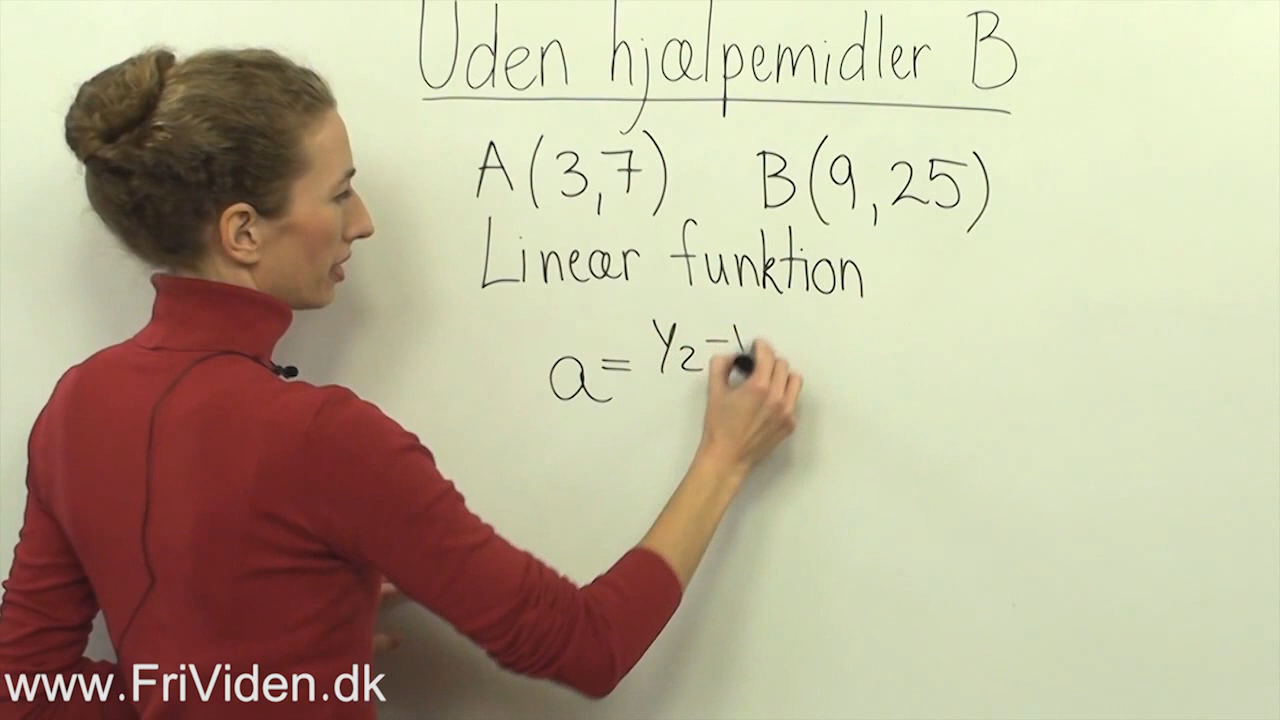 Uden hjælpemidler B
A(3,7) B(9,25)
Lineær funktion
a = y₂ -
www.FriViden.dk